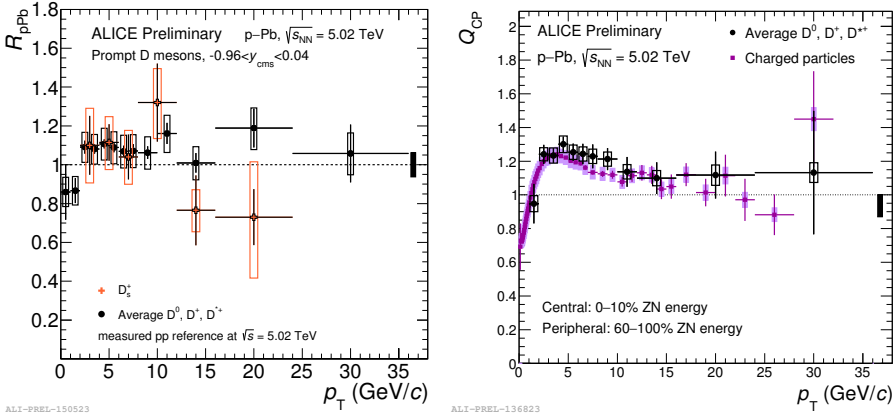 R_pPb
ALICE Preliminary   p–Pb, √s_NN = 5.02 TeV
Prompt D mesons, -0.96<y_cms<0.04
1.8
1.6
1.4
1.2
1
0.8
0.6
0.4
0.2
D_s^+
Average D^0, D^+, D^*+
measured pp reference at √s = 5.02 TeV
0 5 10 15 20 25 30 35
p_T (GeV/c)
ALI-PREL-150523
Q_CP
ALICE Preliminary
p–Pb, √s_NN = 5.02 TeV
Average D^0, D^+, D^*+
Charged particles
2
1.8
1.6
1.4
1.2
1
0.8
0.6
0.4
0.2
0
Central: 0–10% ZN energy
Peripheral: 60–100% ZN energy
0 5 10 15 20 25 30 35
p_T (GeV/c)
ALI-PREL-136823